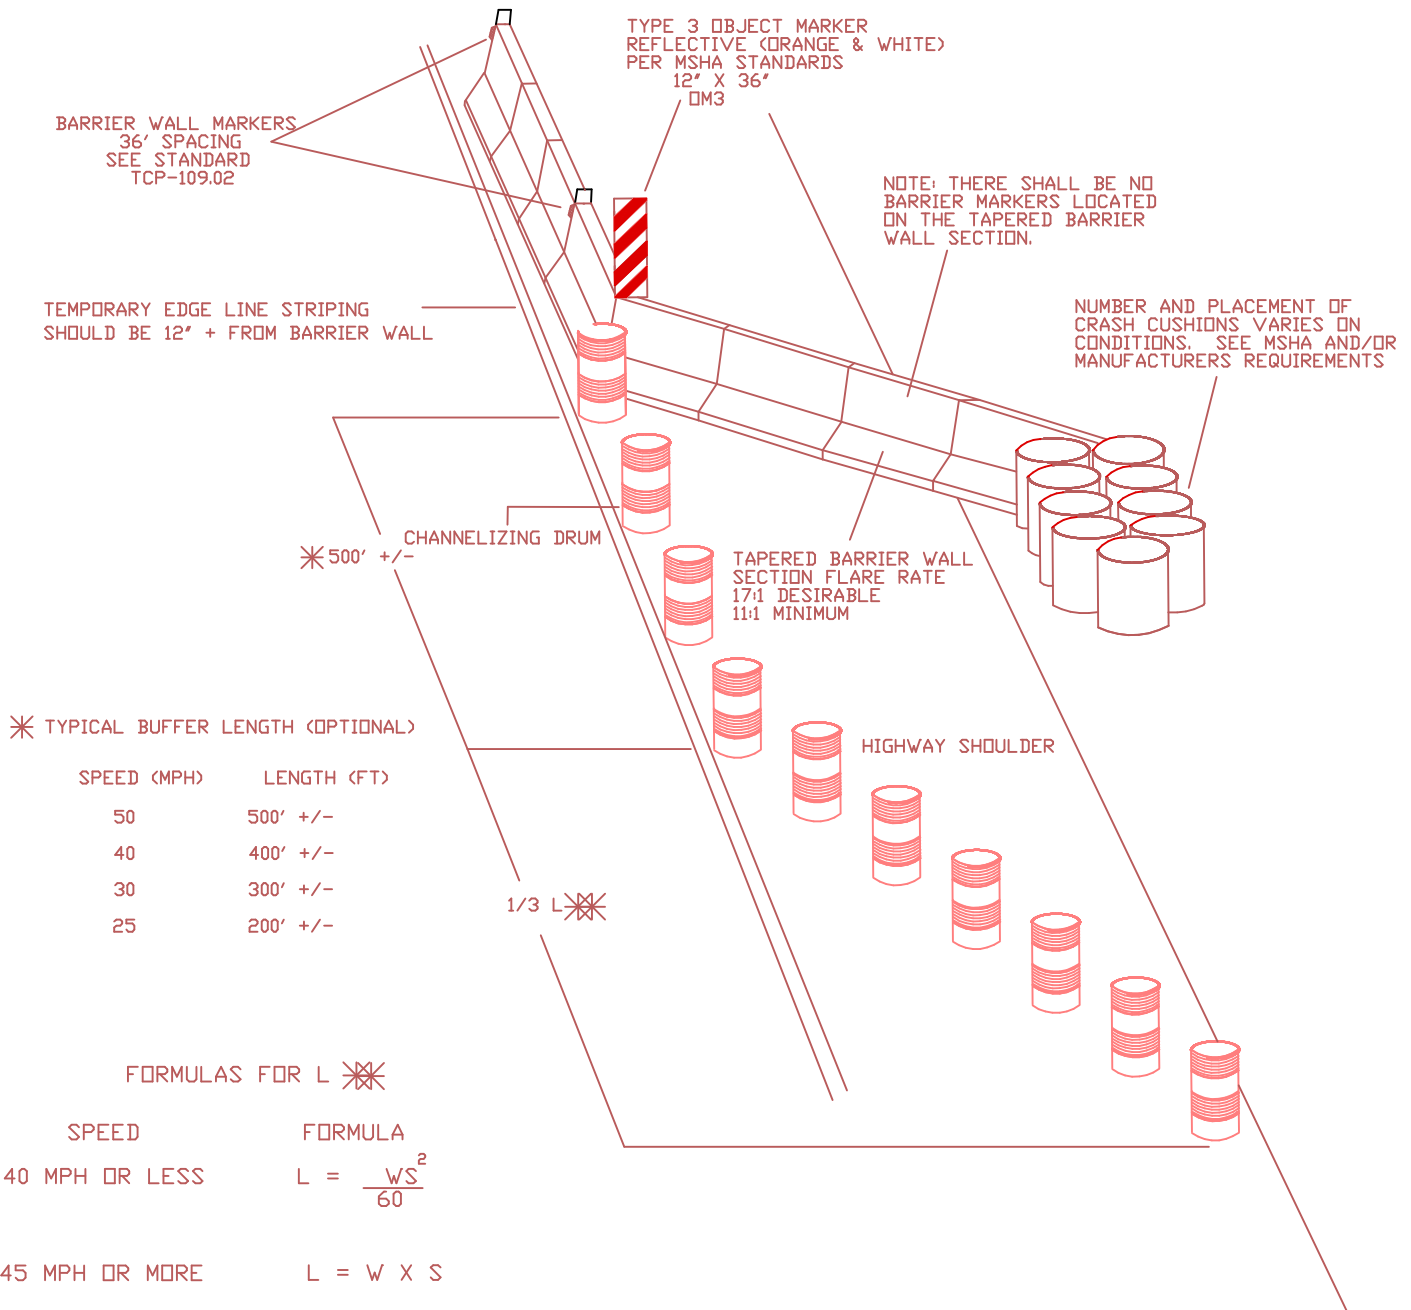 TYPE 3 OBJECT MARKER
REFLECTIVE (ORANGE & WHITE)
PER MSHA STANDARDS
12" X 36"
OM3
BARRIER WALL MARKERS
36' SPACING
SEE STANDARD
TCP-109.02
NOTE: THERE SHALL BE NO
BARRIER MARKERS LOCATED
ON THE TAPERED BARRIER
WALL SECTION.
TEMPORARY EDGE LINE STRIPING
SHOULD BE 12" + FROM BARRIER WALL
NUMBER AND PLACEMENT OF
CRASH CUSHIONS VARIES ON
CONDITIONS. SEE MSHA AND/OR
MANUFACTURERS REQUIREMENTS
CHANNELIZING DRUM
* 500' +/-
TAPERED BARRIER WALL
SECTION FLARE RATE
17:1 DESIRABLE
11:1 MINIMUM
* TYPICAL BUFFER LENGTH (OPTIONAL)
SPEED (MPH) LENGTH (FT)
50 500' +/-
40 400' +/-
30 300' +/-
25 200' +/-
HIGHWAY SHOULDER
1/3 L**
FORMULAS FOR L **
SPEED FORMULA
40 MPH OR LESS L = WS²
60
45 MPH OR MORE L = W X S